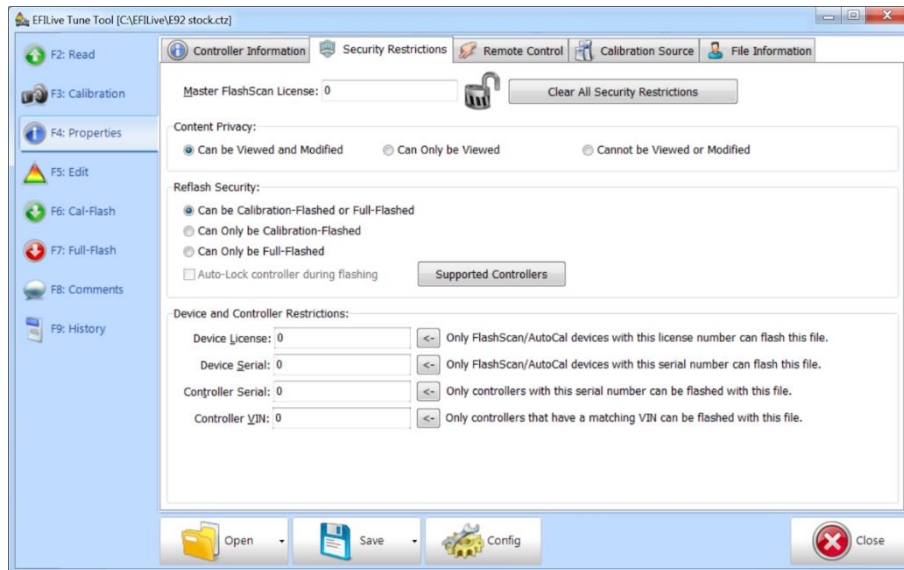 EFILive Tune Tool [C:\EFILive\E92 stock.ctz]
F2: Read
F3: Calibration
F4: Properties
F5: Edit
F6: Cal-Flash
F7: Full-Flash
F8: Comments
F9: History
Controller Information
Security Restrictions
Remote Control
Calibration Source
File Information
Master FlashScan License: 0
Clear All Security Restrictions
Content Privacy:
Can be Viewed and Modified Can Only be Viewed Cannot be Viewed or Modified
Reflash Security:
Can be Calibration-Flashed or Full-Flashed
Can Only be Calibration-Flashed
Can Only be Full-Flashed
Auto-Lock controller during flashing Supported Controllers
Device and Controller Restrictions:
Device License: 0 <- Only FlashScan/AutoCal devices with this license number can flash this file.
Device Serial: 0 <- Only FlashScan/AutoCal devices with this serial number can flash this file.
Controller Serial: 0 <- Only controllers with this serial number can be flashed with this file.
Controller VIN: 0 <- Only controllers that have a matching VIN can be flashed with this file.
Open Save Config Close